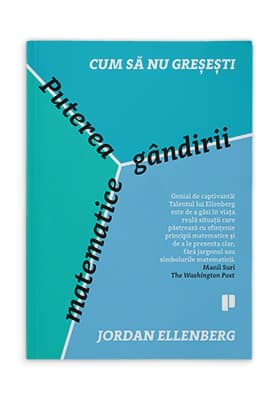 CUM SĂ NU GREȘEȘTI
Puterea
gândirii
matematice
Genial de captivantă!
Talentul lui Ellenberg
este de a găsi în viața
reală situații care
păstrează cu sfințenie
principii matematice și
de a le prezenta clar,
fără jargonul sau
simbolurile matematicii.
Manil Suri
The Washington Post
JORDAN ELLENBERG